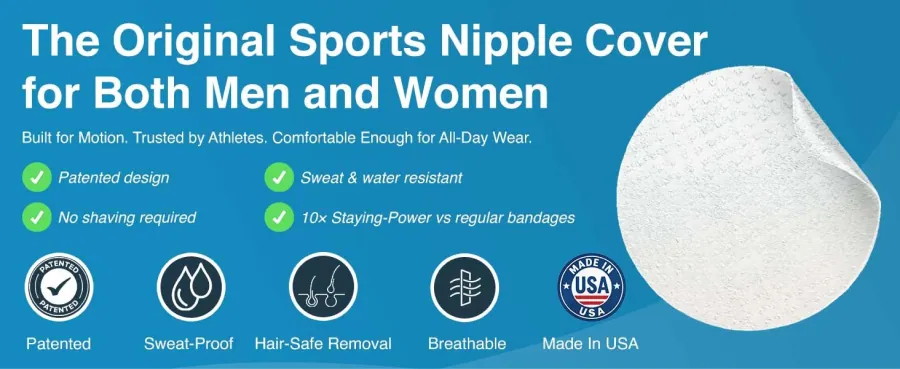 The Original Sports Nipple Cover
for Both Men and Women
Built for Motion. Trusted by Athletes. Comfortable Enough for All-Day Wear.
Patented design
Sweat & water resistant
No shaving required
10× Staying-Power vs regular bandages
PATENTED
PATENTED
MADE IN
USA
USA
Patented
Sweat-Proof
Hair-Safe Removal
Breathable
Made In USA